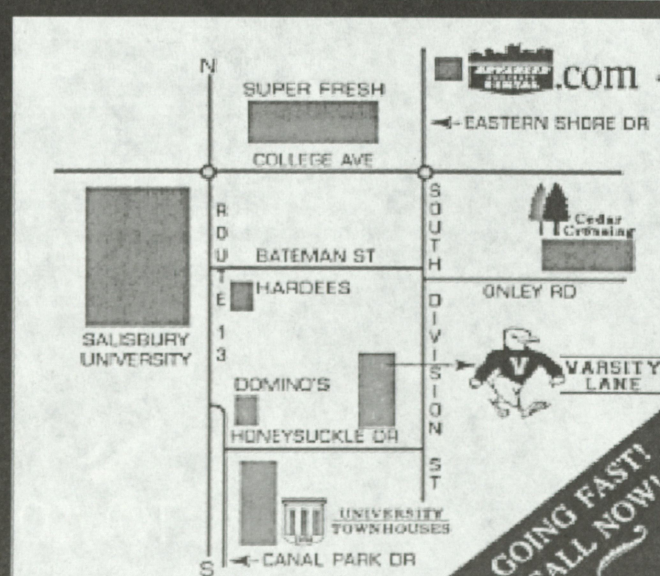 N
SUPER FRESH
.com
EASTERN SHORE DR
COLLEGE AVE
ROUTE 13
SOUTH DIVISION ST
BATEMAN ST
Cedar
Crossing
HARDEES
ONLEY RD
SALISBURY
UNIVERSITY
V
VARSITY
LANE
DOMINO'S
HONEYSUCKLE DR
UNIVERSITY
TOWNHOUSES
GOING FAST!
CALL NOW!
S
CANAL PARK DR